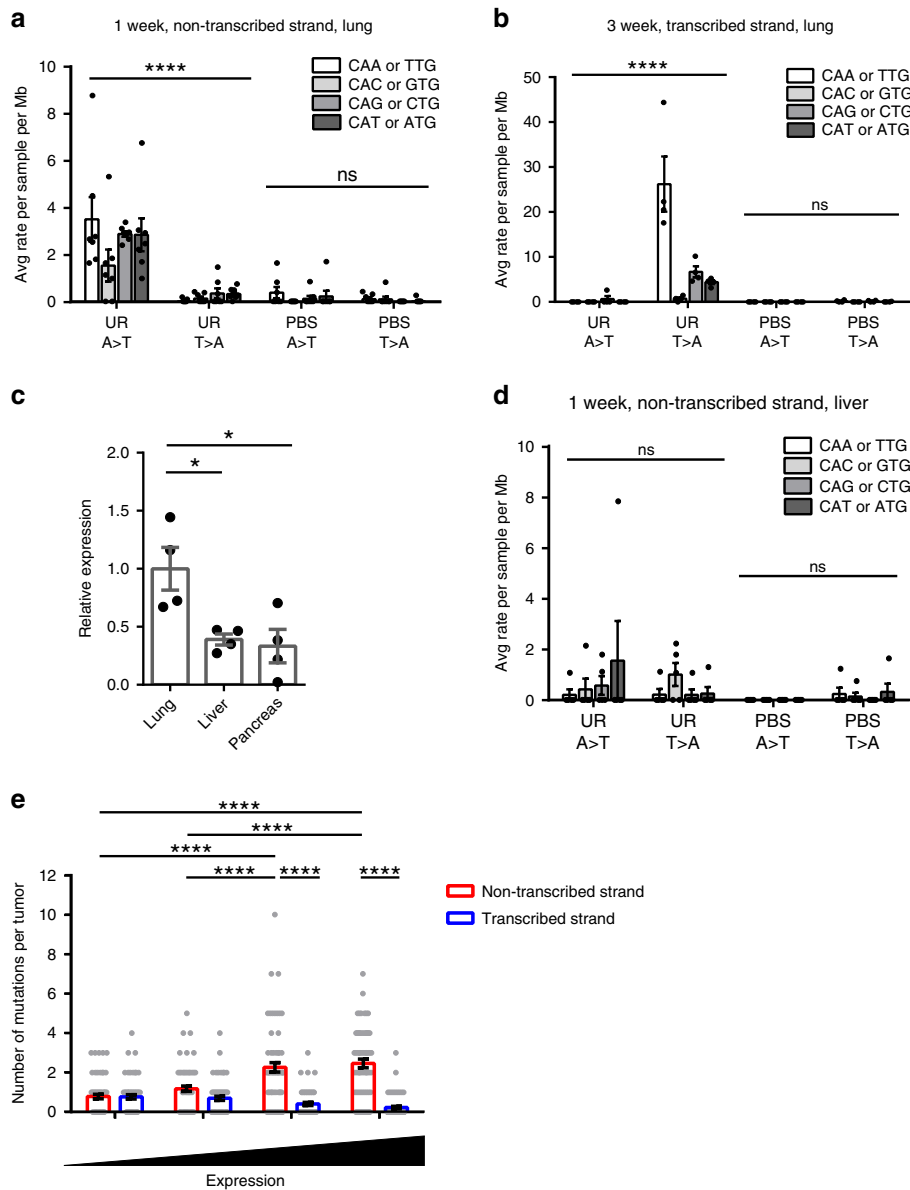 a
1 week, non-transcribed strand, lung
Avg rate per sample per Mb
10
8
6
4
2
0
****
ns
CAA or TTG
CAC or GTG
CAG or CTG
CAT or ATG
UR
A>T
UR
T>A
PBS
A>T
PBS
T>A
b
3 week, transcribed strand, lung
Avg rate per sample per Mb
50
40
30
20
10
0
****
ns
CAA or TTG
CAC or GTG
CAG or CTG
CAT or ATG
UR
A>T
UR
T>A
PBS
A>T
PBS
T>A
c
Relative expression
2.0
1.5
1.0
0.5
0.0
*
*
Lung
Liver
Pancreas
d
1 week, non-transcribed strand, liver
Avg rate per sample per Mb
10
8
6
4
2
0
ns
ns
CAA or TTG
CAC or GTG
CAG or CTG
CAT or ATG
UR
A>T
UR
T>A
PBS
A>T
PBS
T>A
e
Number of mutations per tumor
12
10
8
6
4
2
0
****
****
****
**** **** ****
Non-transcribed strand
Transcribed strand
Expression